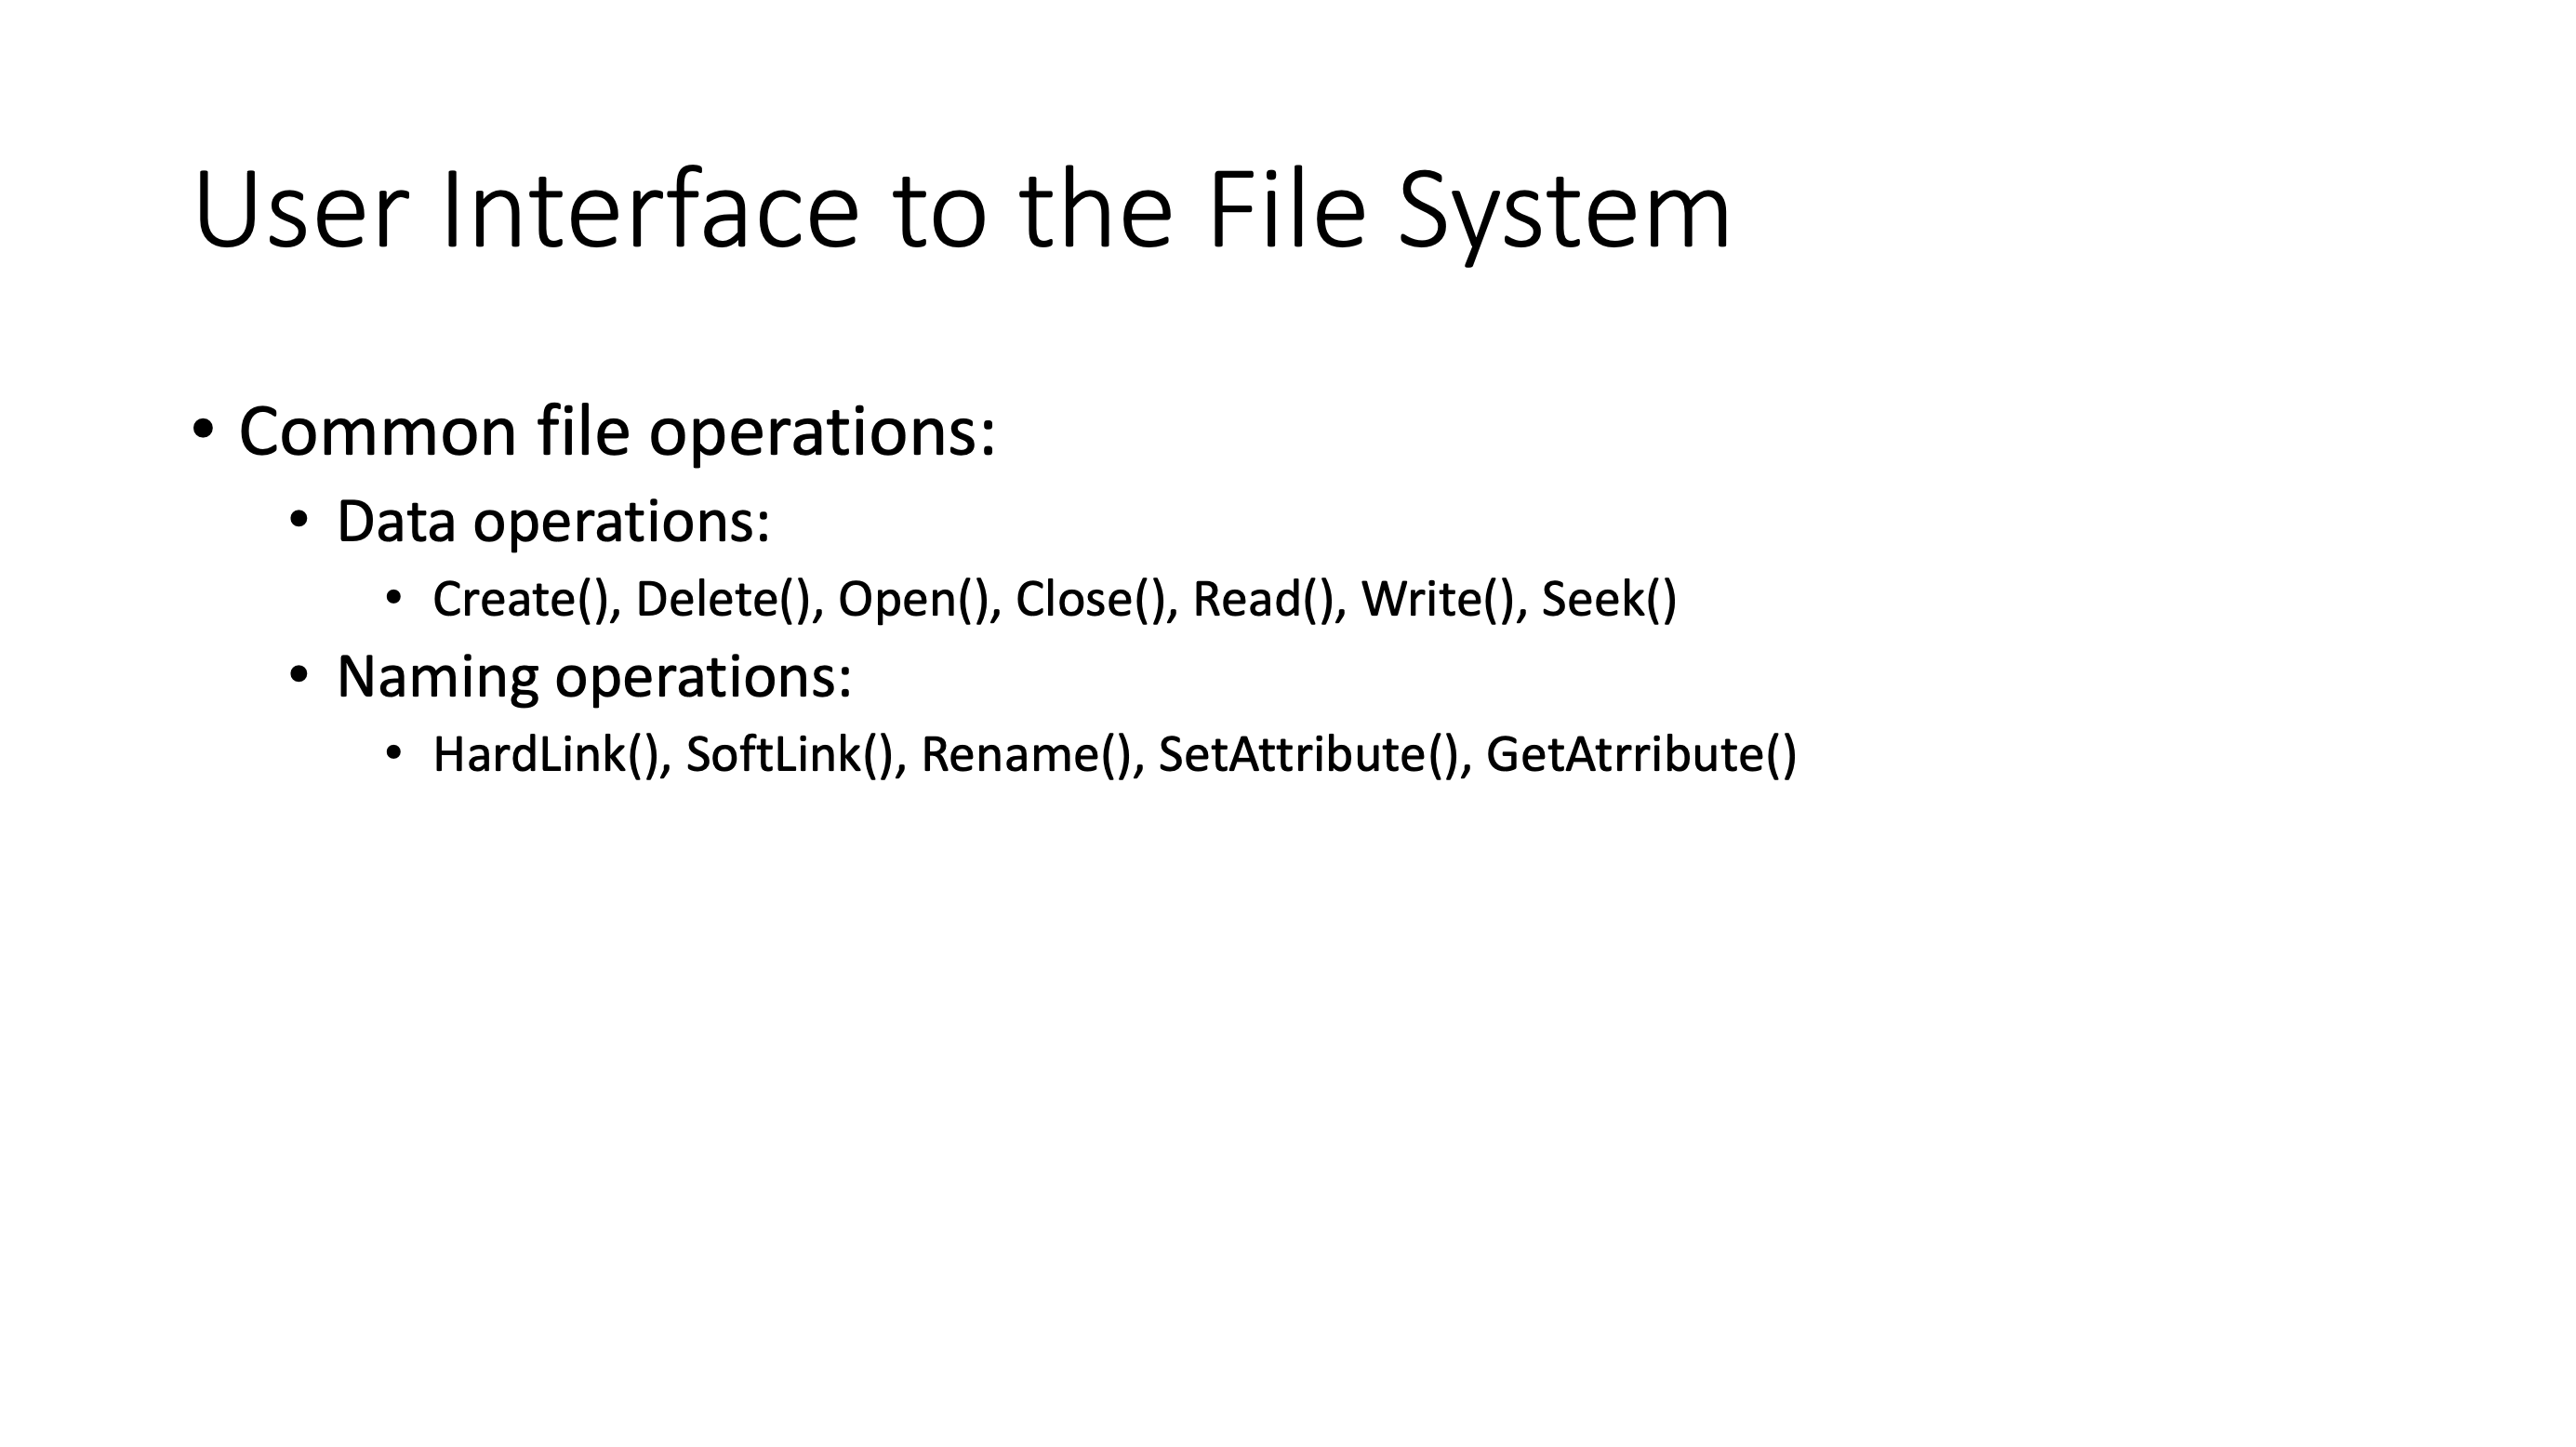 User Interface to the File System
• Common file operations:
• Data operations:
• Create(), Delete(), Open(), Close(), Read(), Write(), Seek()
• Naming operations:
• HardLink(), SoftLink(), Rename(), SetAttribute(), GetAtrribute()